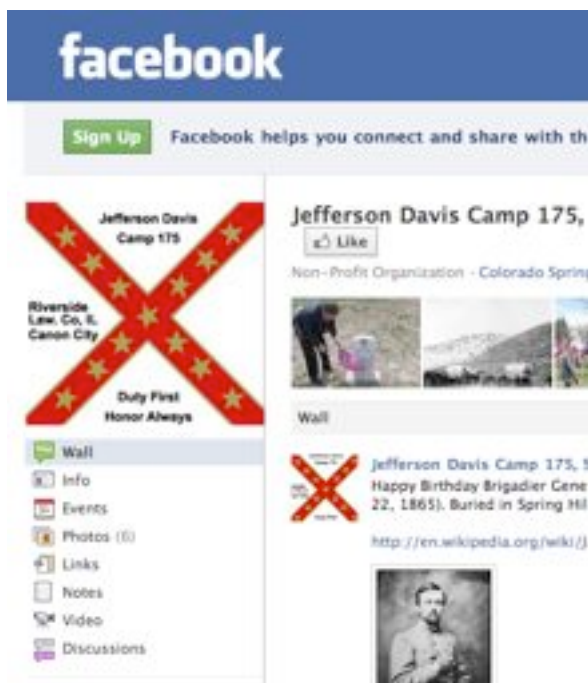 facebook
Sign Up Facebook helps you connect and share with th
Jefferson Davis
Camp 175
Riverside
Law, Co, IL
Canon City
Duty First
Honor Always
Wall
Info
Events
Photos (6)
Links
Notes
Video
Discussions
Jefferson Davis Camp 175,
Like
Non-Profit Organization - Colorado Spring
Wall
Jefferson Davis Camp 175, S
Happy Birthday Brigadier Gene
22, 1865). Buried in Spring Hil
http://en.wikipedia.org/wiki/J